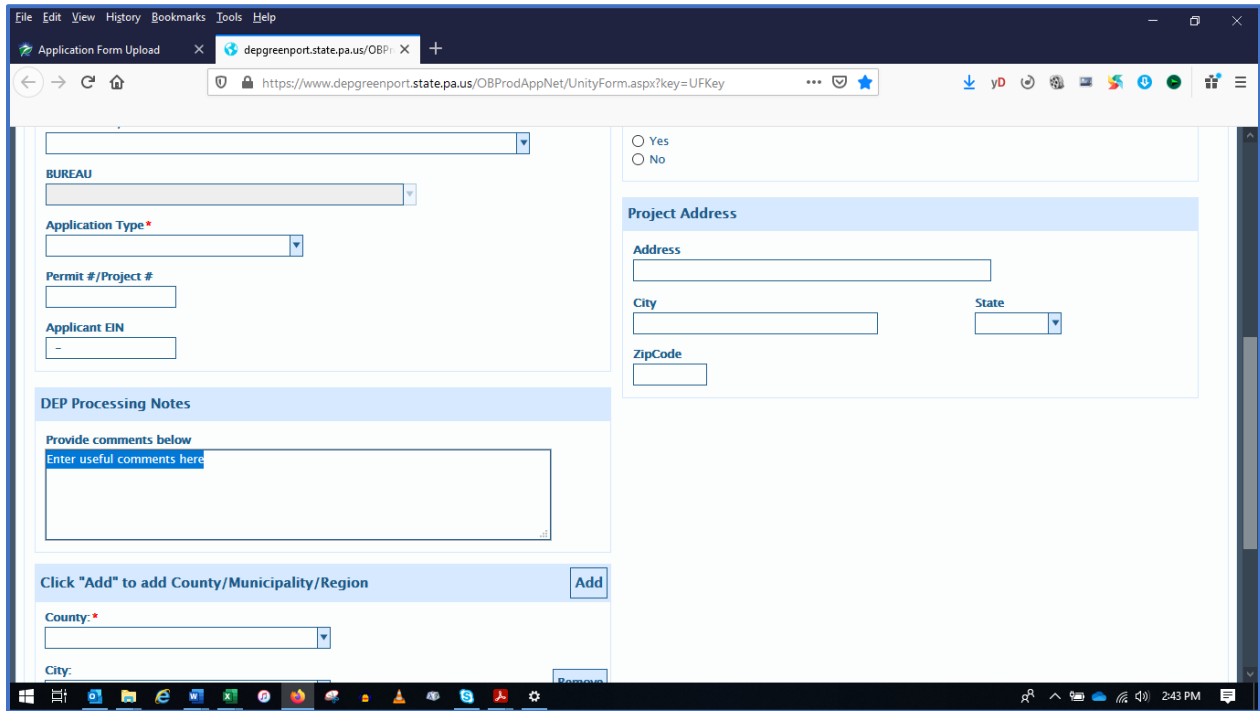 File Edit View History Bookmarks Tools Help
Application Form Upload
depgreenport.state.pa.us/OBPr
https://www.depgreenport.state.pa.us/OBProdAppNet/UnityForm.aspx?key=UFKey
yD
BUREAU
Application Type*
Permit #/Project #
Applicant EIN
–
DEP Processing Notes
Provide comments below
Enter useful comments here
Click "Add" to add County/Municipality/Region
Add
County:*
City:
Remove
Yes
No
Project Address
Address
City
State
ZipCode
2:43 PM